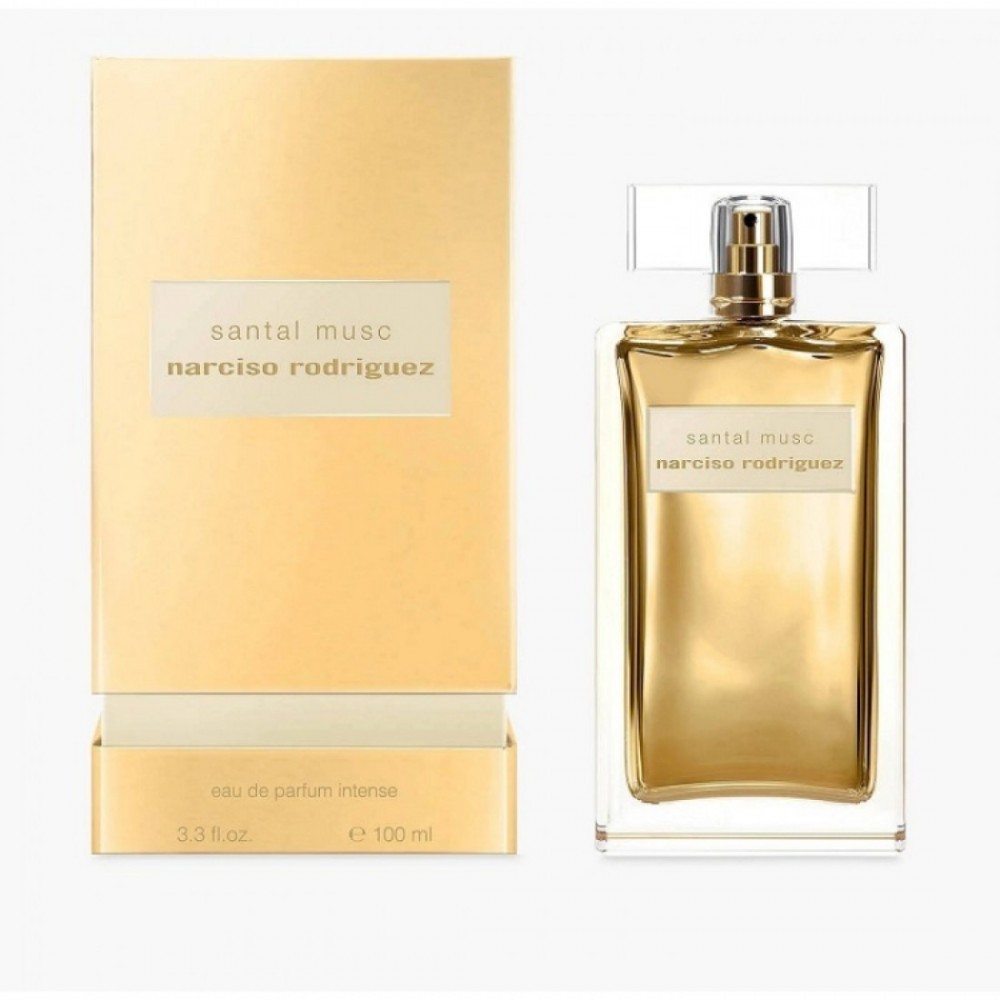 santal musc
narciso rodriguez
eau de parfum intense
3.3 fl.oz. ℮ 100 ml
santal musc
narciso rodriguez